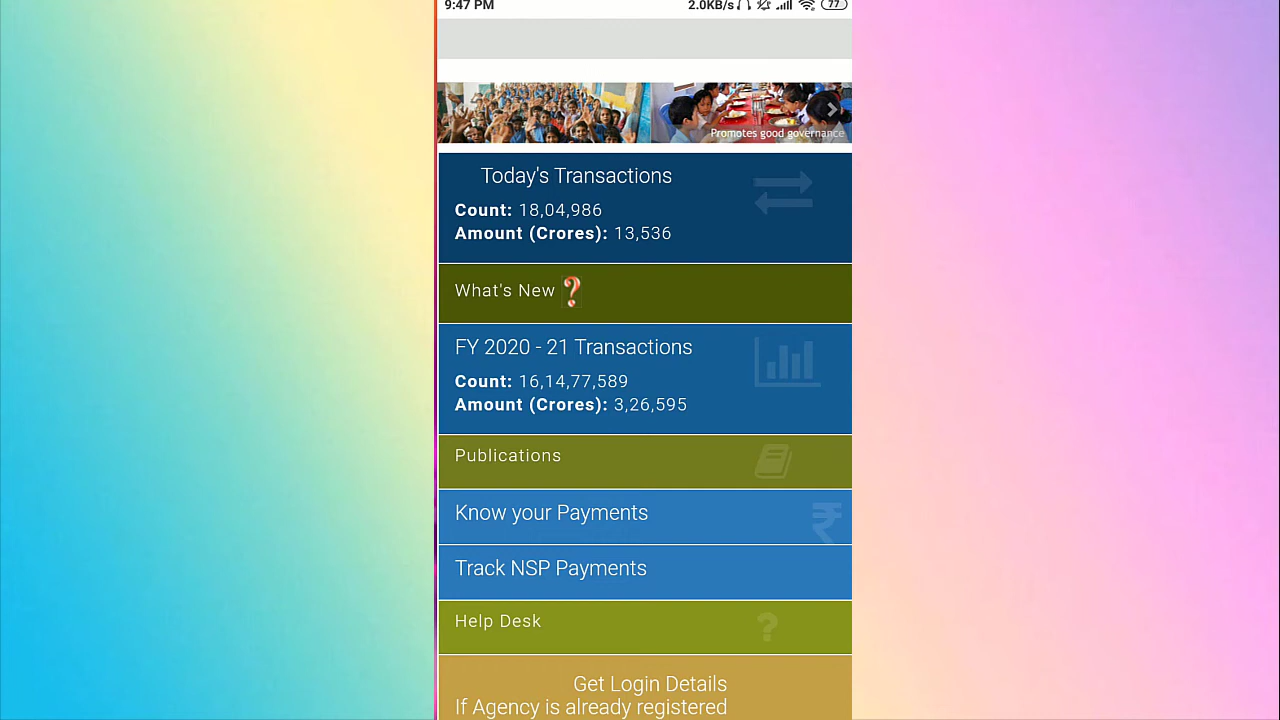 9:47 PM 2.0KB/s 77
Promotes good governance
Today's Transactions
Count: 18,04,986
Amount (Crores): 13,536
What's New ?
FY 2020 - 21 Transactions
Count: 16,14,77,589
Amount (Crores): 3,26,595
Publications
Know your Payments
₹
Track NSP Payments
Help Desk
?
Get Login Details
If Agency is already registered